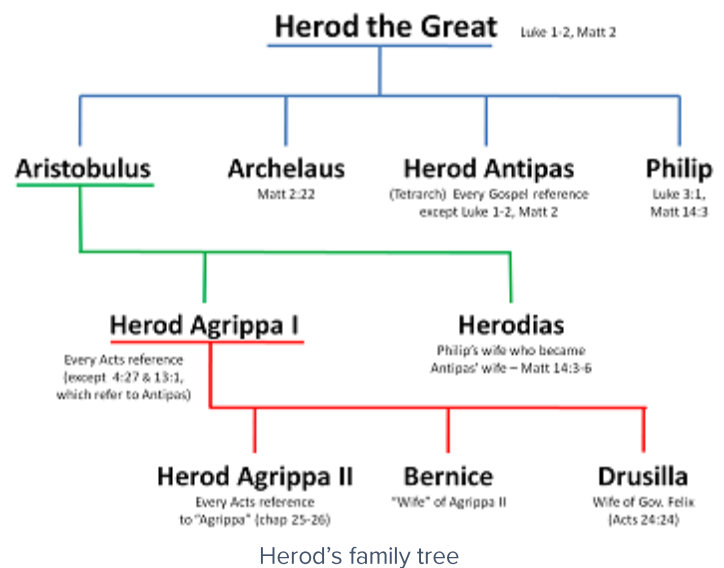 Herod the Great
Luke 1-2, Matt 2
Aristobulus
Archelaus
Matt 2:22
Herod Antipas
(Tetrarch) Every Gospel reference
except Luke 1-2, Matt 2
Philip
Luke 3:1,
Matt 14:3
Herod Agrippa I
Every Acts reference
(except 4:27 & 13:1,
which refer to Antipas)
Herodias
Philip's wife who became
Antipas' wife – Matt 14:3-6
Herod Agrippa II
Every Acts reference
to "Agrippa" (chap 25-26)
Bernice
"Wife" of Agrippa II
Drusilla
Wife of Gov. Felix
(Acts 24:24)
Herod's family tree